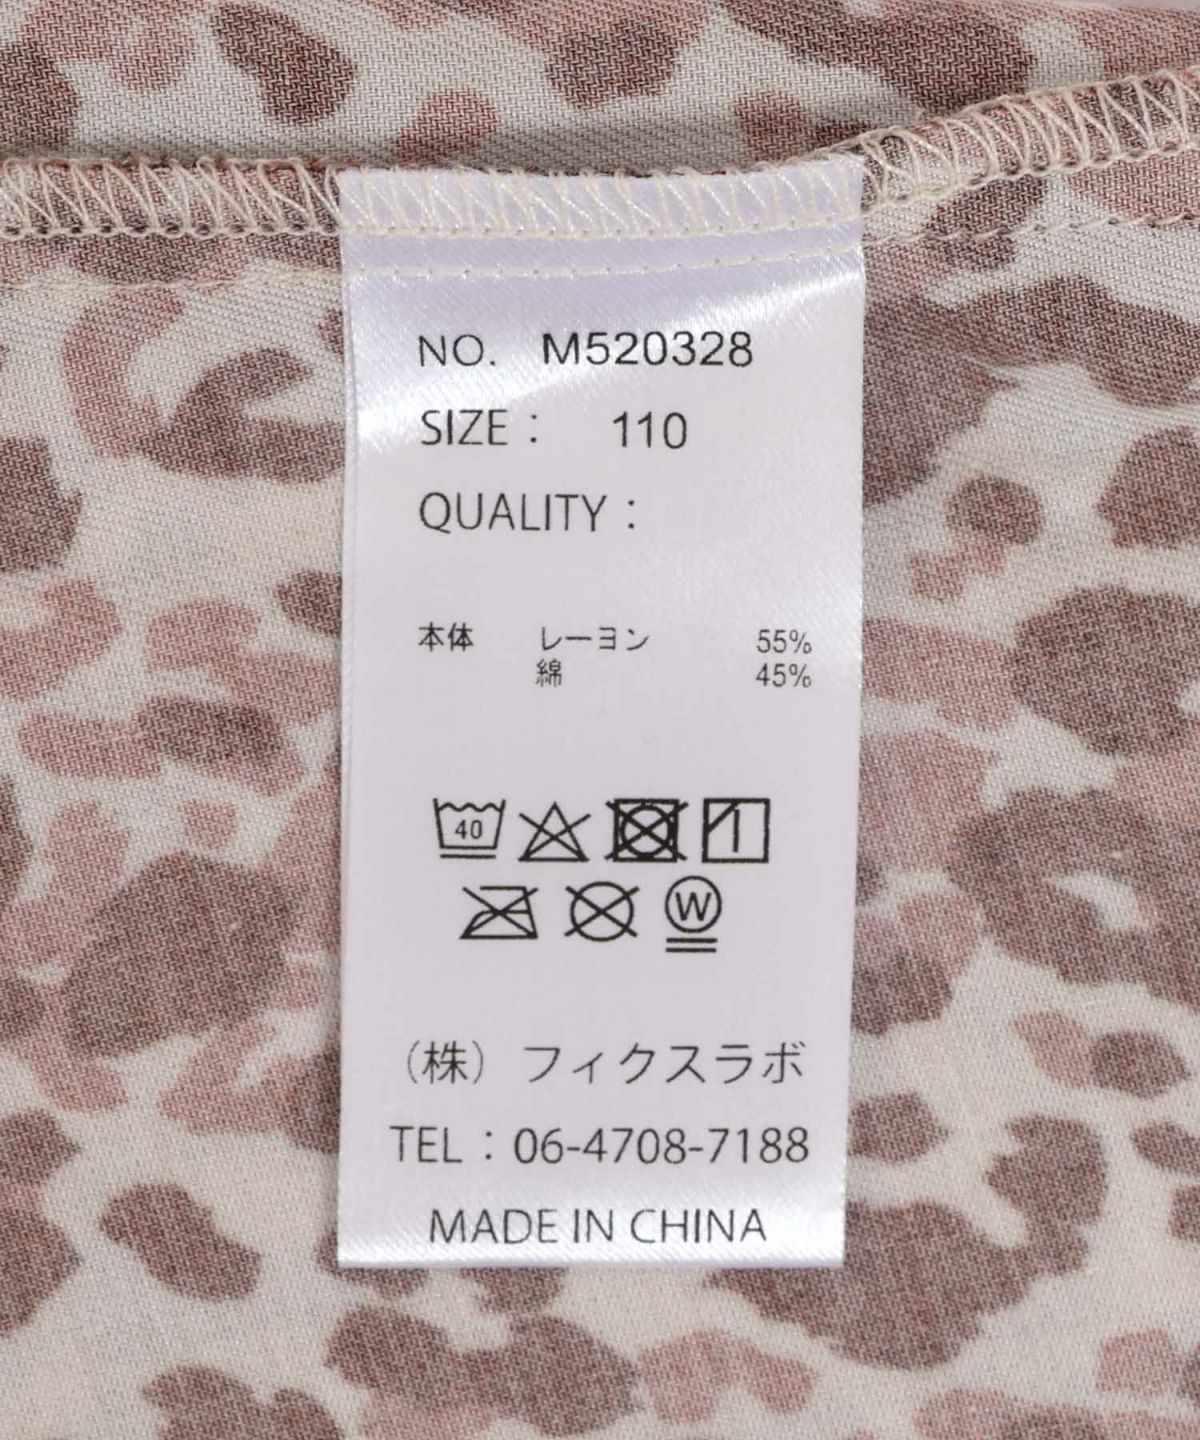 NO. M520328
SIZE : 110
QUALITY :
本体 レーヨン 55%
綿 45%
40
W
(株) フィクスラボ
TEL : 06-4708-7188
MADE IN CHINA